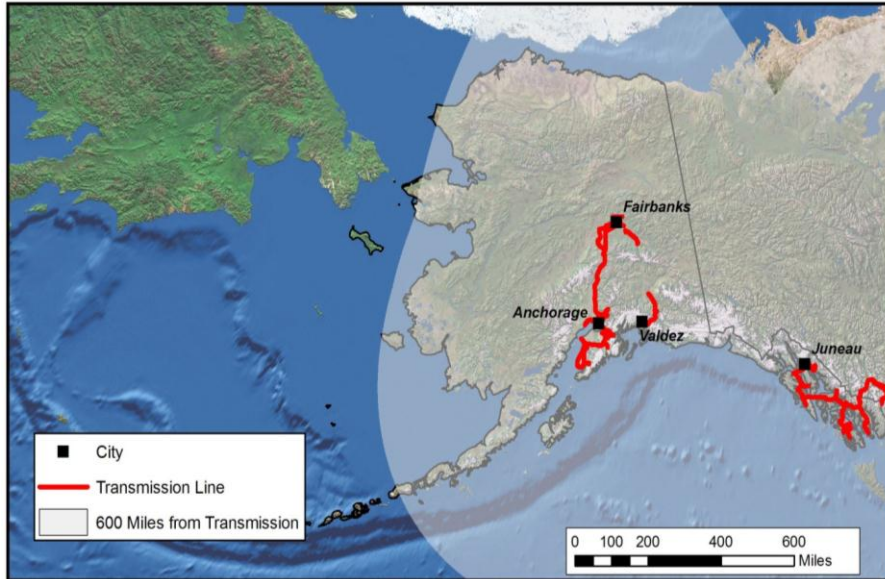 Fairbanks
Anchorage
Valdez
Juneau
City
Transmission Line
600 Miles from Transmission
0 100 200 400 600
Miles